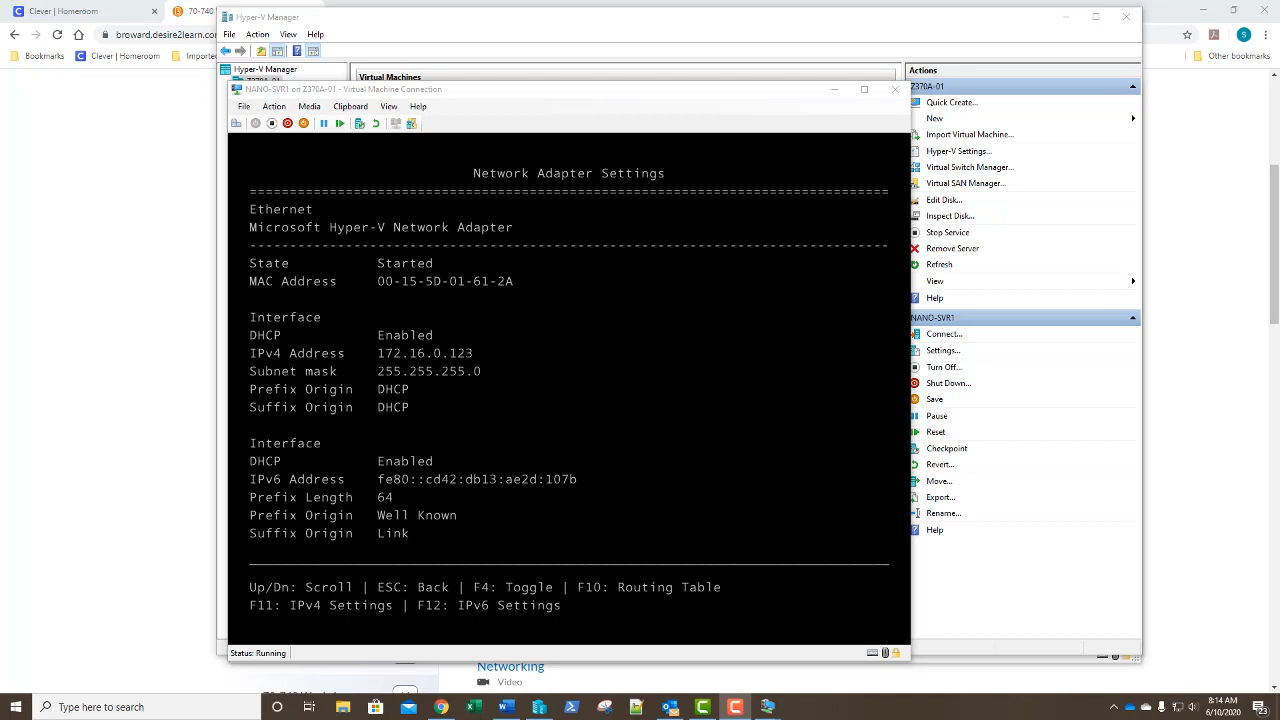 Clever | Homeroom
70-740
Hyper-V Manager
broward.desire2learn.com
Bookmarks
Clever | Homeroom
Importe
Other bookmarks
File Action View Help
Hyper-V Manager
Z370A-01
Virtual Machines
NANO-SVR1 on Z370A-01 - Virtual Machine Connection
File Action Media Clipboard View Help
Network Adapter Settings
================================================================================
Ethernet
Microsoft Hyper-V Network Adapter
--------------------------------------------------------------------------------
State Started
MAC Address 00-15-5D-01-61-2A
Interface
DHCP Enabled
IPv4 Address 172.16.0.123
Subnet mask 255.255.255.0
Prefix Origin DHCP
Suffix Origin DHCP
Interface
DHCP Enabled
IPv6 Address fe80::cd42:db13:ae2d:107b
Prefix Length 64
Prefix Origin Well Known
Suffix Origin Link
Up/Dn: Scroll | ESC: Back | F4: Toggle | F10: Routing Table
F11: IPv4 Settings | F12: IPv6 Settings
Status: Running
Actions
Z370A-01
Quick Create...
New
Import Virtual Machine...
Hyper-V Settings...
Virtual Switch Manager...
Virtual SAN Manager...
Edit Disk...
Inspect Disk...
Stop Service
Remove Server
Refresh
View
Help
NANO-SVR1
Connect...
Settings...
Turn Off...
Shut Down...
Save
Pause
Reset
Checkpoint
Revert...
Move...
Export...
Rename...
Help
Networking
Video
Type here to search
8:14 AM
6/10/2020
23